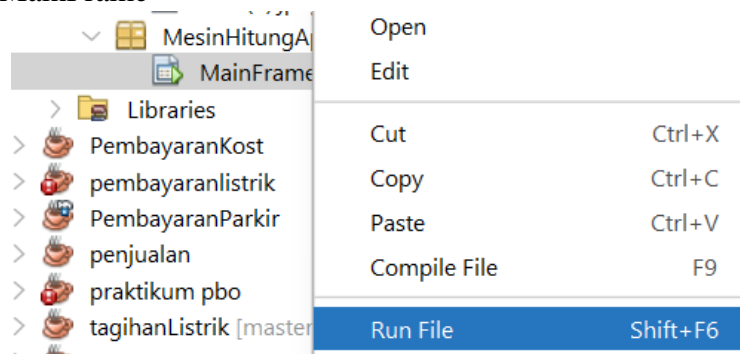 MesinHitungA
MainFrame
Libraries
PembayaranKost
pembayaranlistrik
PembayaranParkir
penjualan
praktikum pbo
tagihanListrik [master
Open
Edit
Cut Ctrl+X
Copy Ctrl+C
Paste Ctrl+V
Compile File F9
Run File Shift+F6